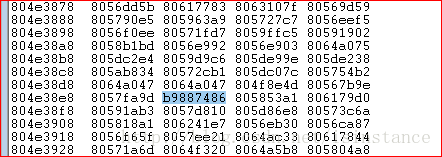 804e3878 8056dd5b 80617783 8063107f 80569d59
804e3888 805790e5 805963a9 805727c7 8056eef5
804e3898 8056f0ee 80571fd7 8059ffc5 80591902
804e38a8 8058b1bd 8056e992 8056e903 8064a075
804e38b8 805dc2e4 8059d9c6 805de99e 805de238
804e38c8 805ab834 80572cb1 805dc07c 805754b2
804e38d8 8064a047 8064a047 804f8e4d 80567b9e
804e38e8 8057fa9d b9887486 805853a1 806179d0
804e38f8 80591ab3 8057d810 805d86e8 80573c6a
804e3908 805818a1 806241e7 8056eb30 8056ca87
804e3918 8056f65f 8057ee21 8064ac33 80617844
804e3928 80571a6d 8064f320 8064a5b8 805804a8